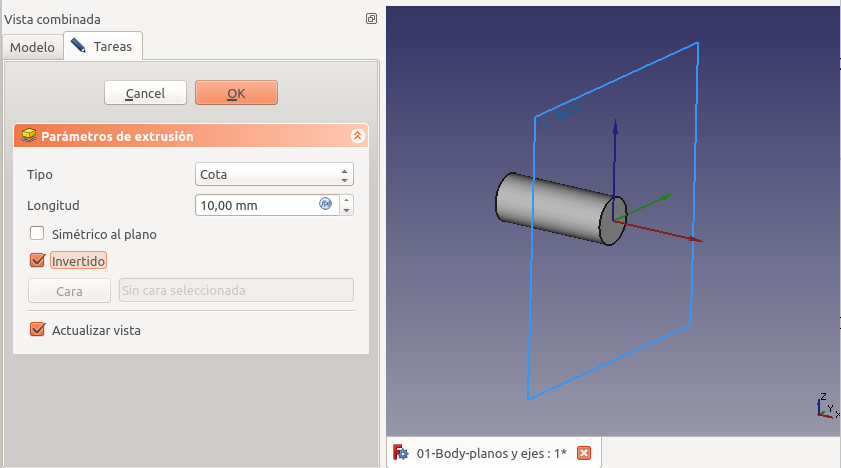 Vista combinada
Modelo
Tareas
Cancel
OK
Parámetros de extrusión
Tipo
Cota
Longitud
10,00 mm
f(x)
Simétrico al plano
Invertido
Cara
Sin cara seleccionada
Actualizar vista
Z
Y
X
01-Body-planos y ejes : 1*